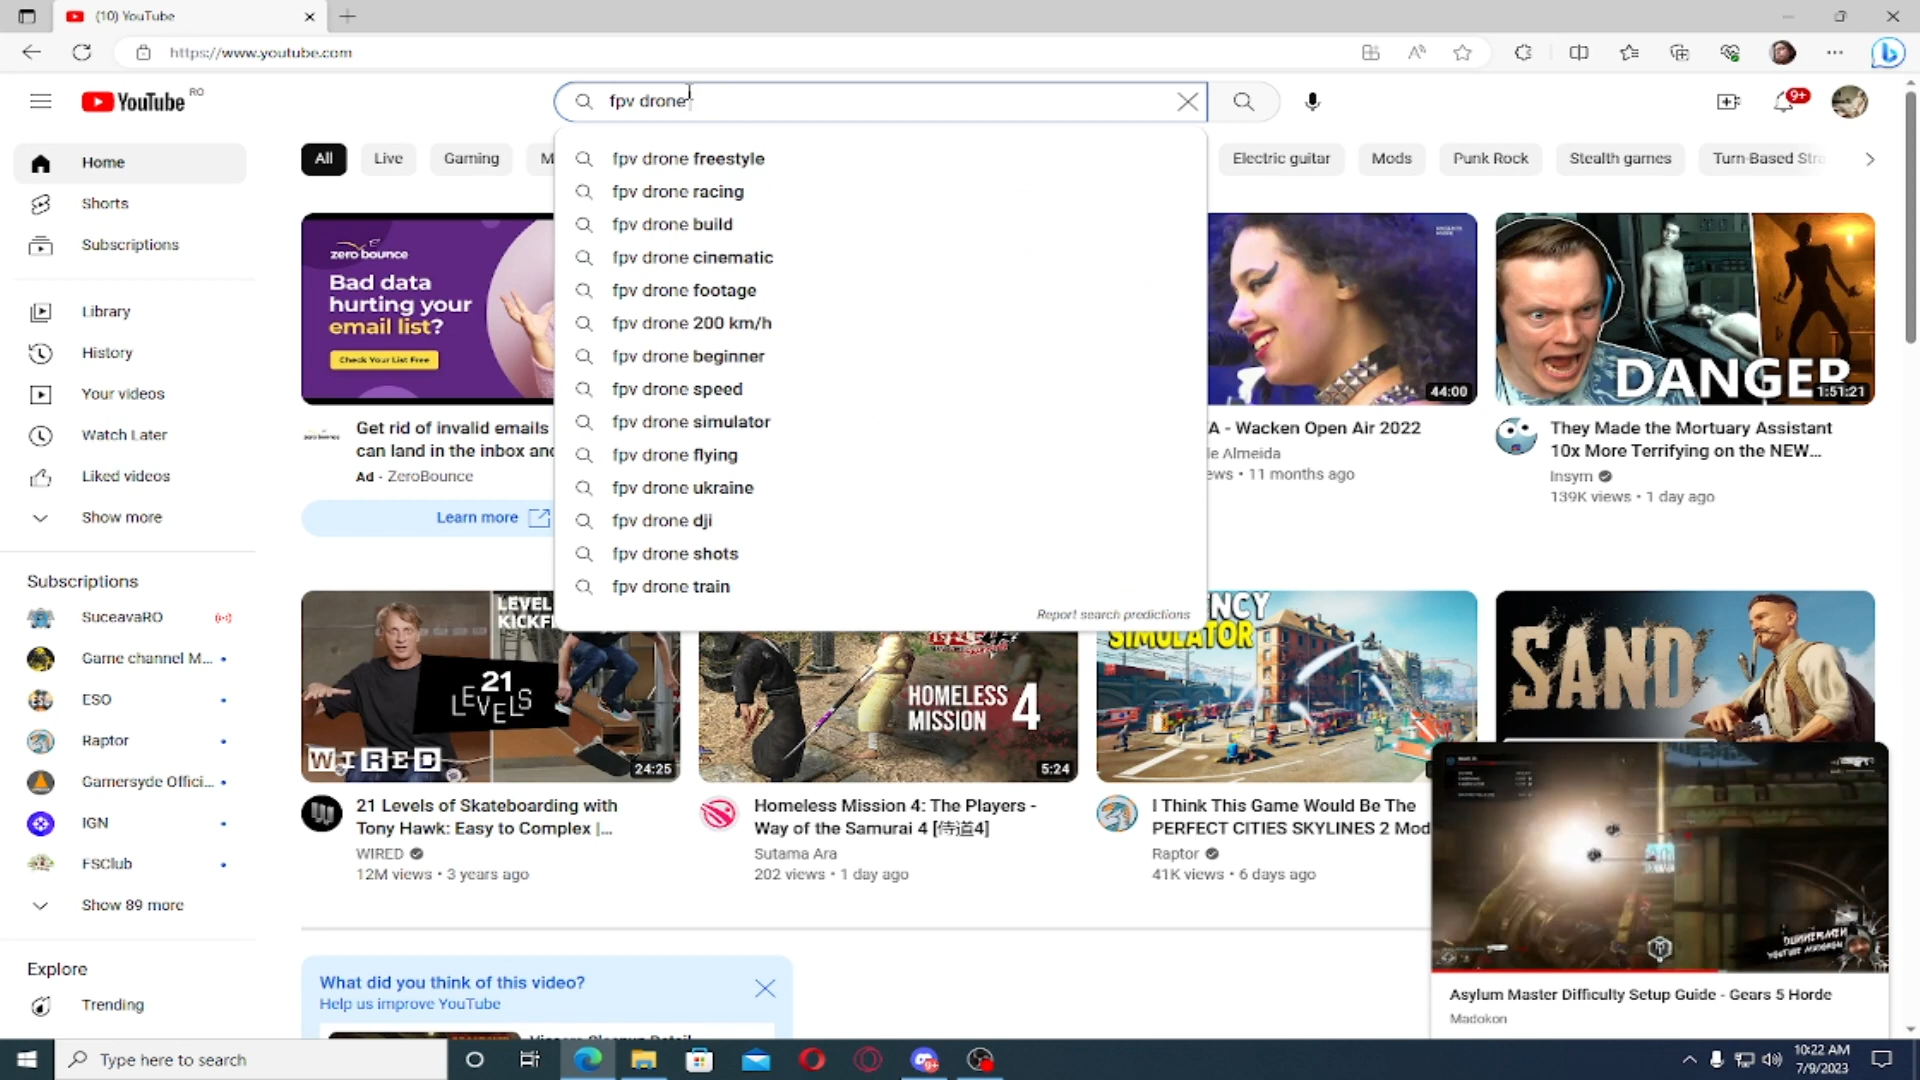 (10) YouTube
https://www.youtube.com
YouTube RO
fpv drone
All
Live
Gaming
M
Electric guitar
Mods
Punk Rock
Stealth games
Turn-Based Stra
Home
Shorts
Subscriptions
Library
History
Your videos
Watch Later
Liked videos
Show more
Subscriptions
SuceavaRO
Game channel M...
ESO
Raptor
Gamersyde Offici...
IGN
FSClub
Show 89 more
Explore
Trending
fpv drone freestyle
fpv drone racing
fpv drone build
fpv drone cinematic
fpv drone footage
fpv drone 200 km/h
fpv drone beginner
fpv drone speed
fpv drone simulator
fpv drone flying
fpv drone ukraine
fpv drone dji
fpv drone shots
fpv drone train
Report search predictions
zero bounce
Bad data
hurting your
email list?
Check Your List Free
Get rid of invalid emails
can land in the inbox and
Ad · ZeroBounce
Learn more
44:00
A - Wacken Open Air 2022
le Almeida
ews • 11 months ago
DANGER
1:51:21
They Made the Mortuary Assistant
10x More Terrifying on the NEW...
Insym
139K views • 1 day ago
9+
LEVEL
KICKF
21
LEVELS
WIRED
24:25
21 Levels of Skateboarding with
Tony Hawk: Easy to Complex |...
WIRED
12M views • 3 years ago
HOMELESS
MISSION 4
5:24
Homeless Mission 4: The Players -
Way of the Samurai 4 [侍道4]
Sutama Ara
202 views • 1 day ago
NCY
SIMULATOR
I Think This Game Would Be The
PERFECT CITIES SKYLINES 2 Mod
Raptor
41K views • 6 days ago
SAND
DUMMERMEN
YOUTUBE MADOKON
Asylum Master Difficulty Setup Guide - Gears 5 Horde
Madokon
What did you think of this video?
Help us improve YouTube
Type here to search
10:22 AM
7/9/2023